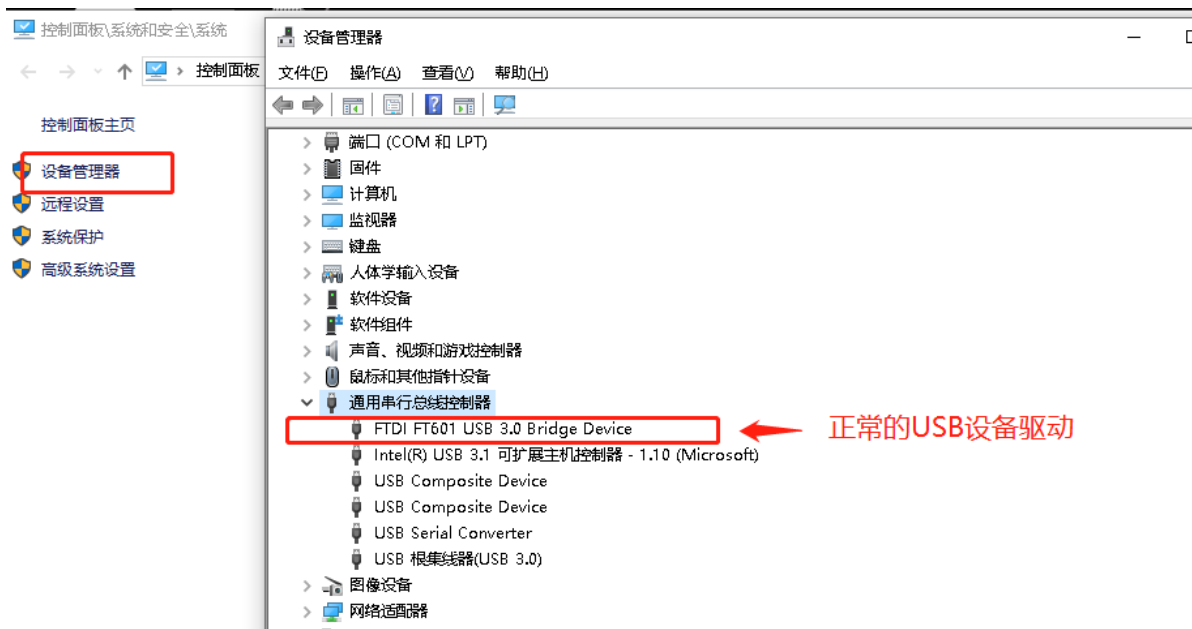 控制面板\系统和安全\系统
控制面板
控制面板主页
设备管理器
远程设置
系统保护
高级系统设置
设备管理器
文件(F) 操作(A) 查看(V) 帮助(H)
端口 (COM 和 LPT)
固件
计算机
监视器
键盘
人体学输入设备
软件设备
软件组件
声音、视频和游戏控制器
鼠标和其他指针设备
通用串行总线控制器
FTDI FT601 USB 3.0 Bridge Device
正常的USB设备驱动
Intel(R) USB 3.1 可扩展主机控制器 - 1.10 (Microsoft)
USB Composite Device
USB Composite Device
USB Serial Converter
USB 根集线器(USB 3.0)
图像设备
网络适配器